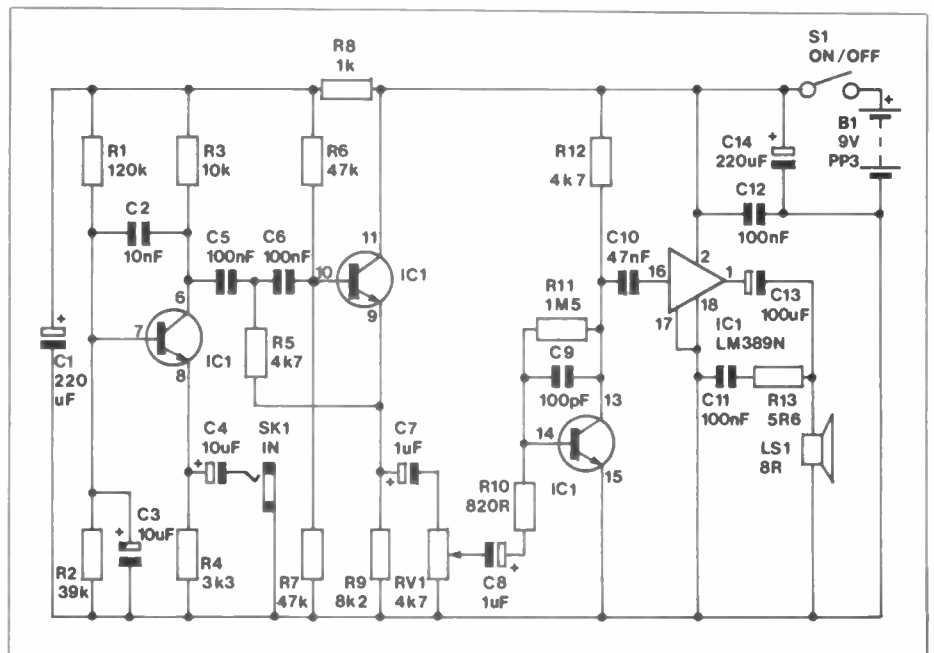 S1
ON/OFF
R8
1k
B1
9V
PP3
C14
220uF
R1
120k
R3
10k
R6
47k
R12
4k7
C12
100nF
C2
10nF
C5
100nF
C6
100nF
11
10
IC1
9
C10
47nF
16
2
1
17
18
IC1
LM389N
C13
100uF
R11
1M5
6
7
8
IC1
R5
4k7
C1
220
uF
C9
100pF
13
14
15
IC1
C11
100nF
R13
5R6
LS1
8R
C4
10uF
SK1
IN
C7
1uF
R10
820R
C3
10uF
R2
39k
R4
3k3
R7
47k
R9
8k2
RV1
4k7
C8
1uF